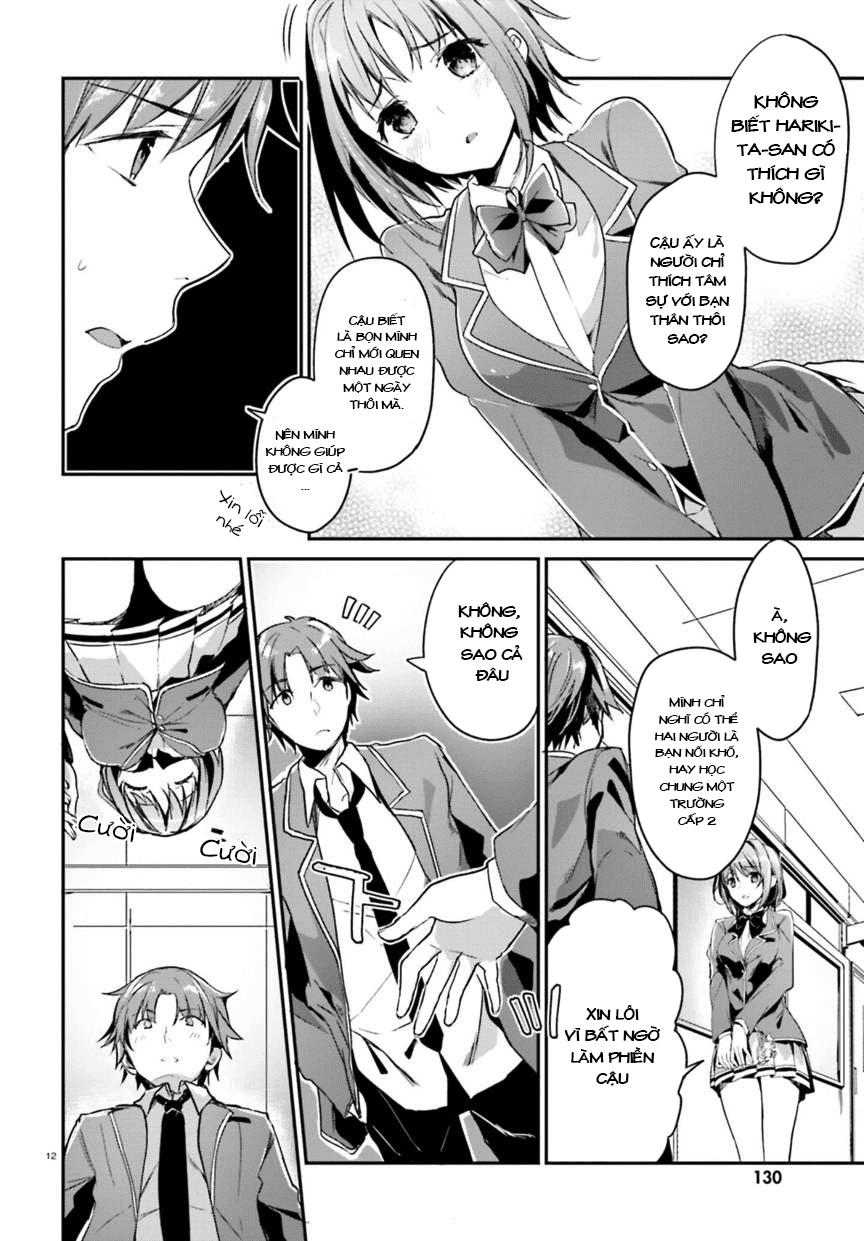 KHÔNG
BIẾT HARIKI-
TA-SAN CÓ
THÍCH GÌ
KHÔNG?
CẬU ẤY LÀ
NGƯỜI CHỈ
THÍCH TÂM
SỰ VỚI BẠN
THÂN THÔI
SAO?
CẬU BIẾT
LÀ BỌN MÌNH
CHỈ MỚI QUEN
NHAU ĐƯỢC
MỘT NGÀY
THÔI MÀ.
NÊN MÌNH
KHÔNG GIÚP
ĐƯỢC GÌ CẢ
...
Xin lỗi
nhé
À,
KHÔNG
SAO
MÌNH CHỈ
NGHĨ CÓ THỂ
HAI NGƯỜI LÀ
BẠN NỐI KHỐ,
HAY HỌC
CHUNG MỘT
TRƯỜNG
CẤP 2
XIN LỖI
VÌ BẤT NGỜ
LÀM PHIỀN
CẬU
KHÔNG,
KHÔNG
SAO CẢ
ĐÂU
Cười
Cười
12
130